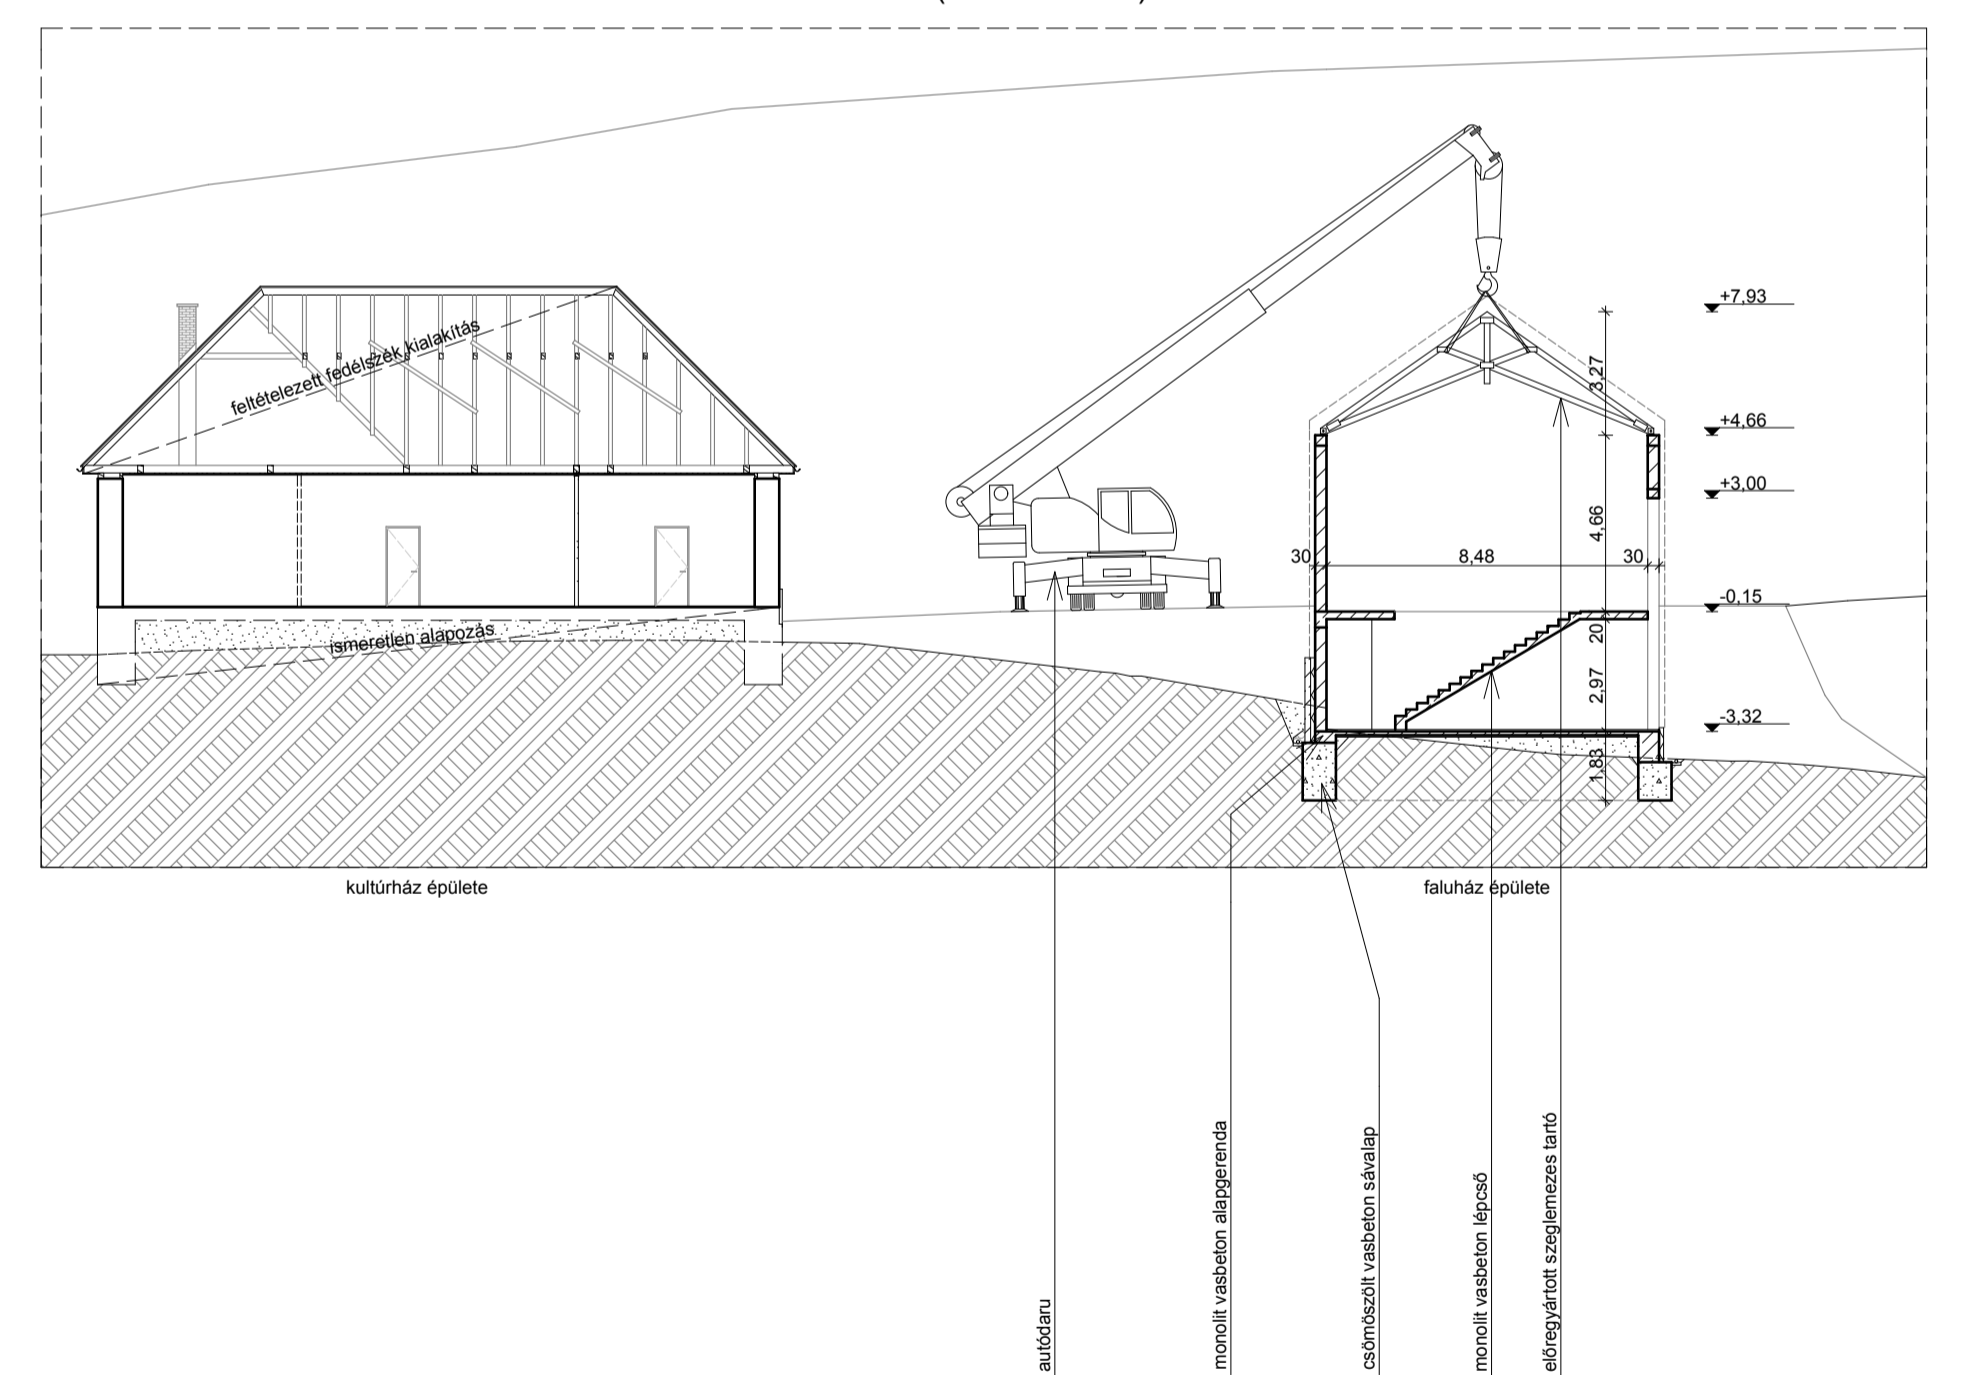 feltételezett fedélszék kialakítás
ismeretlen alapozás
+7,93
3,27
+4,66
+3,00
4,66
30
8,48
30
-0,15
20
2,97
-3,32
1,83
kultúrház épülete
faluház épülete
autódaru
monolit vasbeton alapgerenda
csömöszölt vasbeton sávalap
monolit vasbeton lépcső
előregyártott szeglemezes tartó